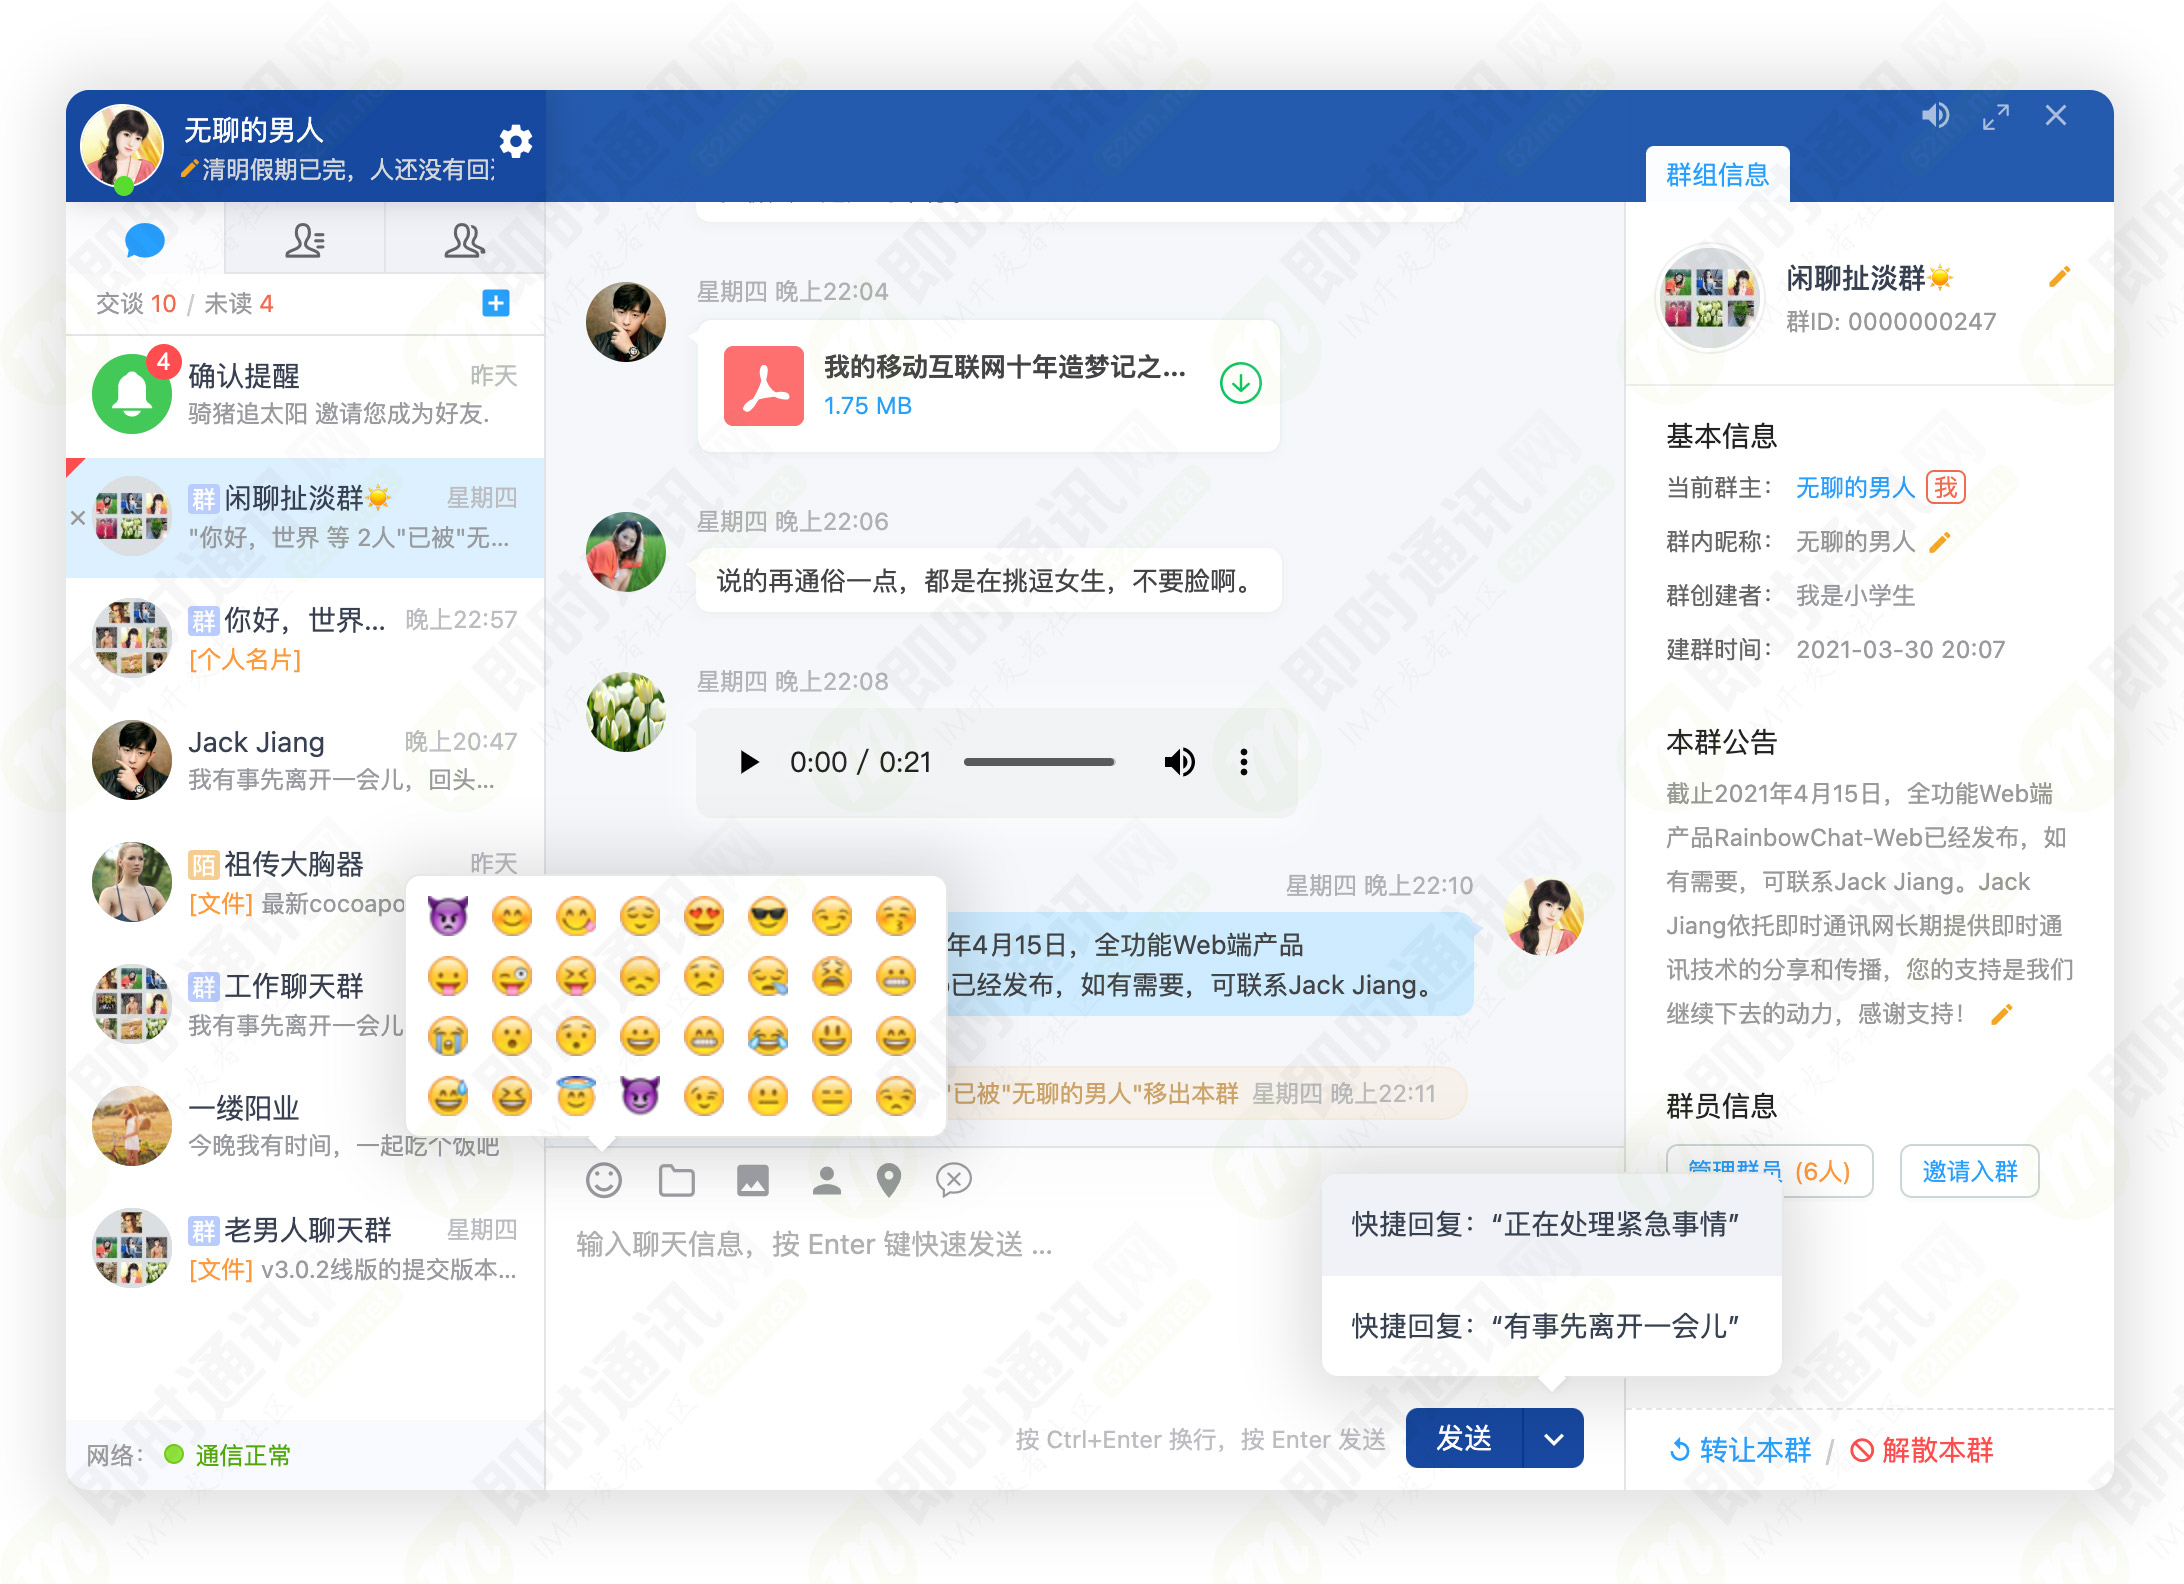 无聊的男人
清明假期已完，人还没有回
群组信息
交谈 10 / 未读 4
4
确认提醒 昨天
骑猪追太阳 邀请您成为好友.
群 闲聊扯淡群☀️ 星期四
"你好，世界 等 2人"已被"无...
群 你好，世界... 晚上22:57
[个人名片]
Jack Jiang 晚上20:47
我有事先离开一会儿，回头...
陌 祖传大胸器 昨天
[文件] 最新cocoapo
群 工作聊天群
我有事先离开一会儿
一缕阳业
今晚我有时间，一起吃个饭吧
群 老男人聊天群 星期四
[文件] v3.0.2线版的提交版本...
网络： 通信正常
星期四 晚上22:04
我的移动互联网十年造梦记之...
1.75 MB
星期四 晚上22:06
说的再通俗一点，都是在挑逗女生，不要脸啊。
星期四 晚上22:08
0:00 / 0:21
星期四 晚上22:10
年4月15日，全功能Web端产品
已经发布，如有需要，可联系Jack Jiang。
"已被"无聊的男人"移出本群 星期四 晚上22:11
输入聊天信息，按 Enter 键快速发送 ...
快捷回复：“正在处理紧急事情”
快捷回复：“有事先离开一会儿”
按 Ctrl+Enter 换行，按 Enter 发送
发送
闲聊扯淡群☀️
群ID: 0000000247
基本信息
当前群主： 无聊的男人 我
群内昵称： 无聊的男人
群创建者： 我是小学生
建群时间： 2021-03-30 20:07
本群公告
截止2021年4月15日，全功能Web端
产品RainbowChat-Web已经发布，如
有需要，可联系Jack Jiang。Jack
Jiang依托即时通讯网长期提供即时通
讯技术的分享和传播，您的支持是我们
继续下去的动力，感谢支持！
群员信息
管理群员 (6人) 邀请入群
转让本群 / 解散本群
即时通讯网
52im.net
IM开发者社区